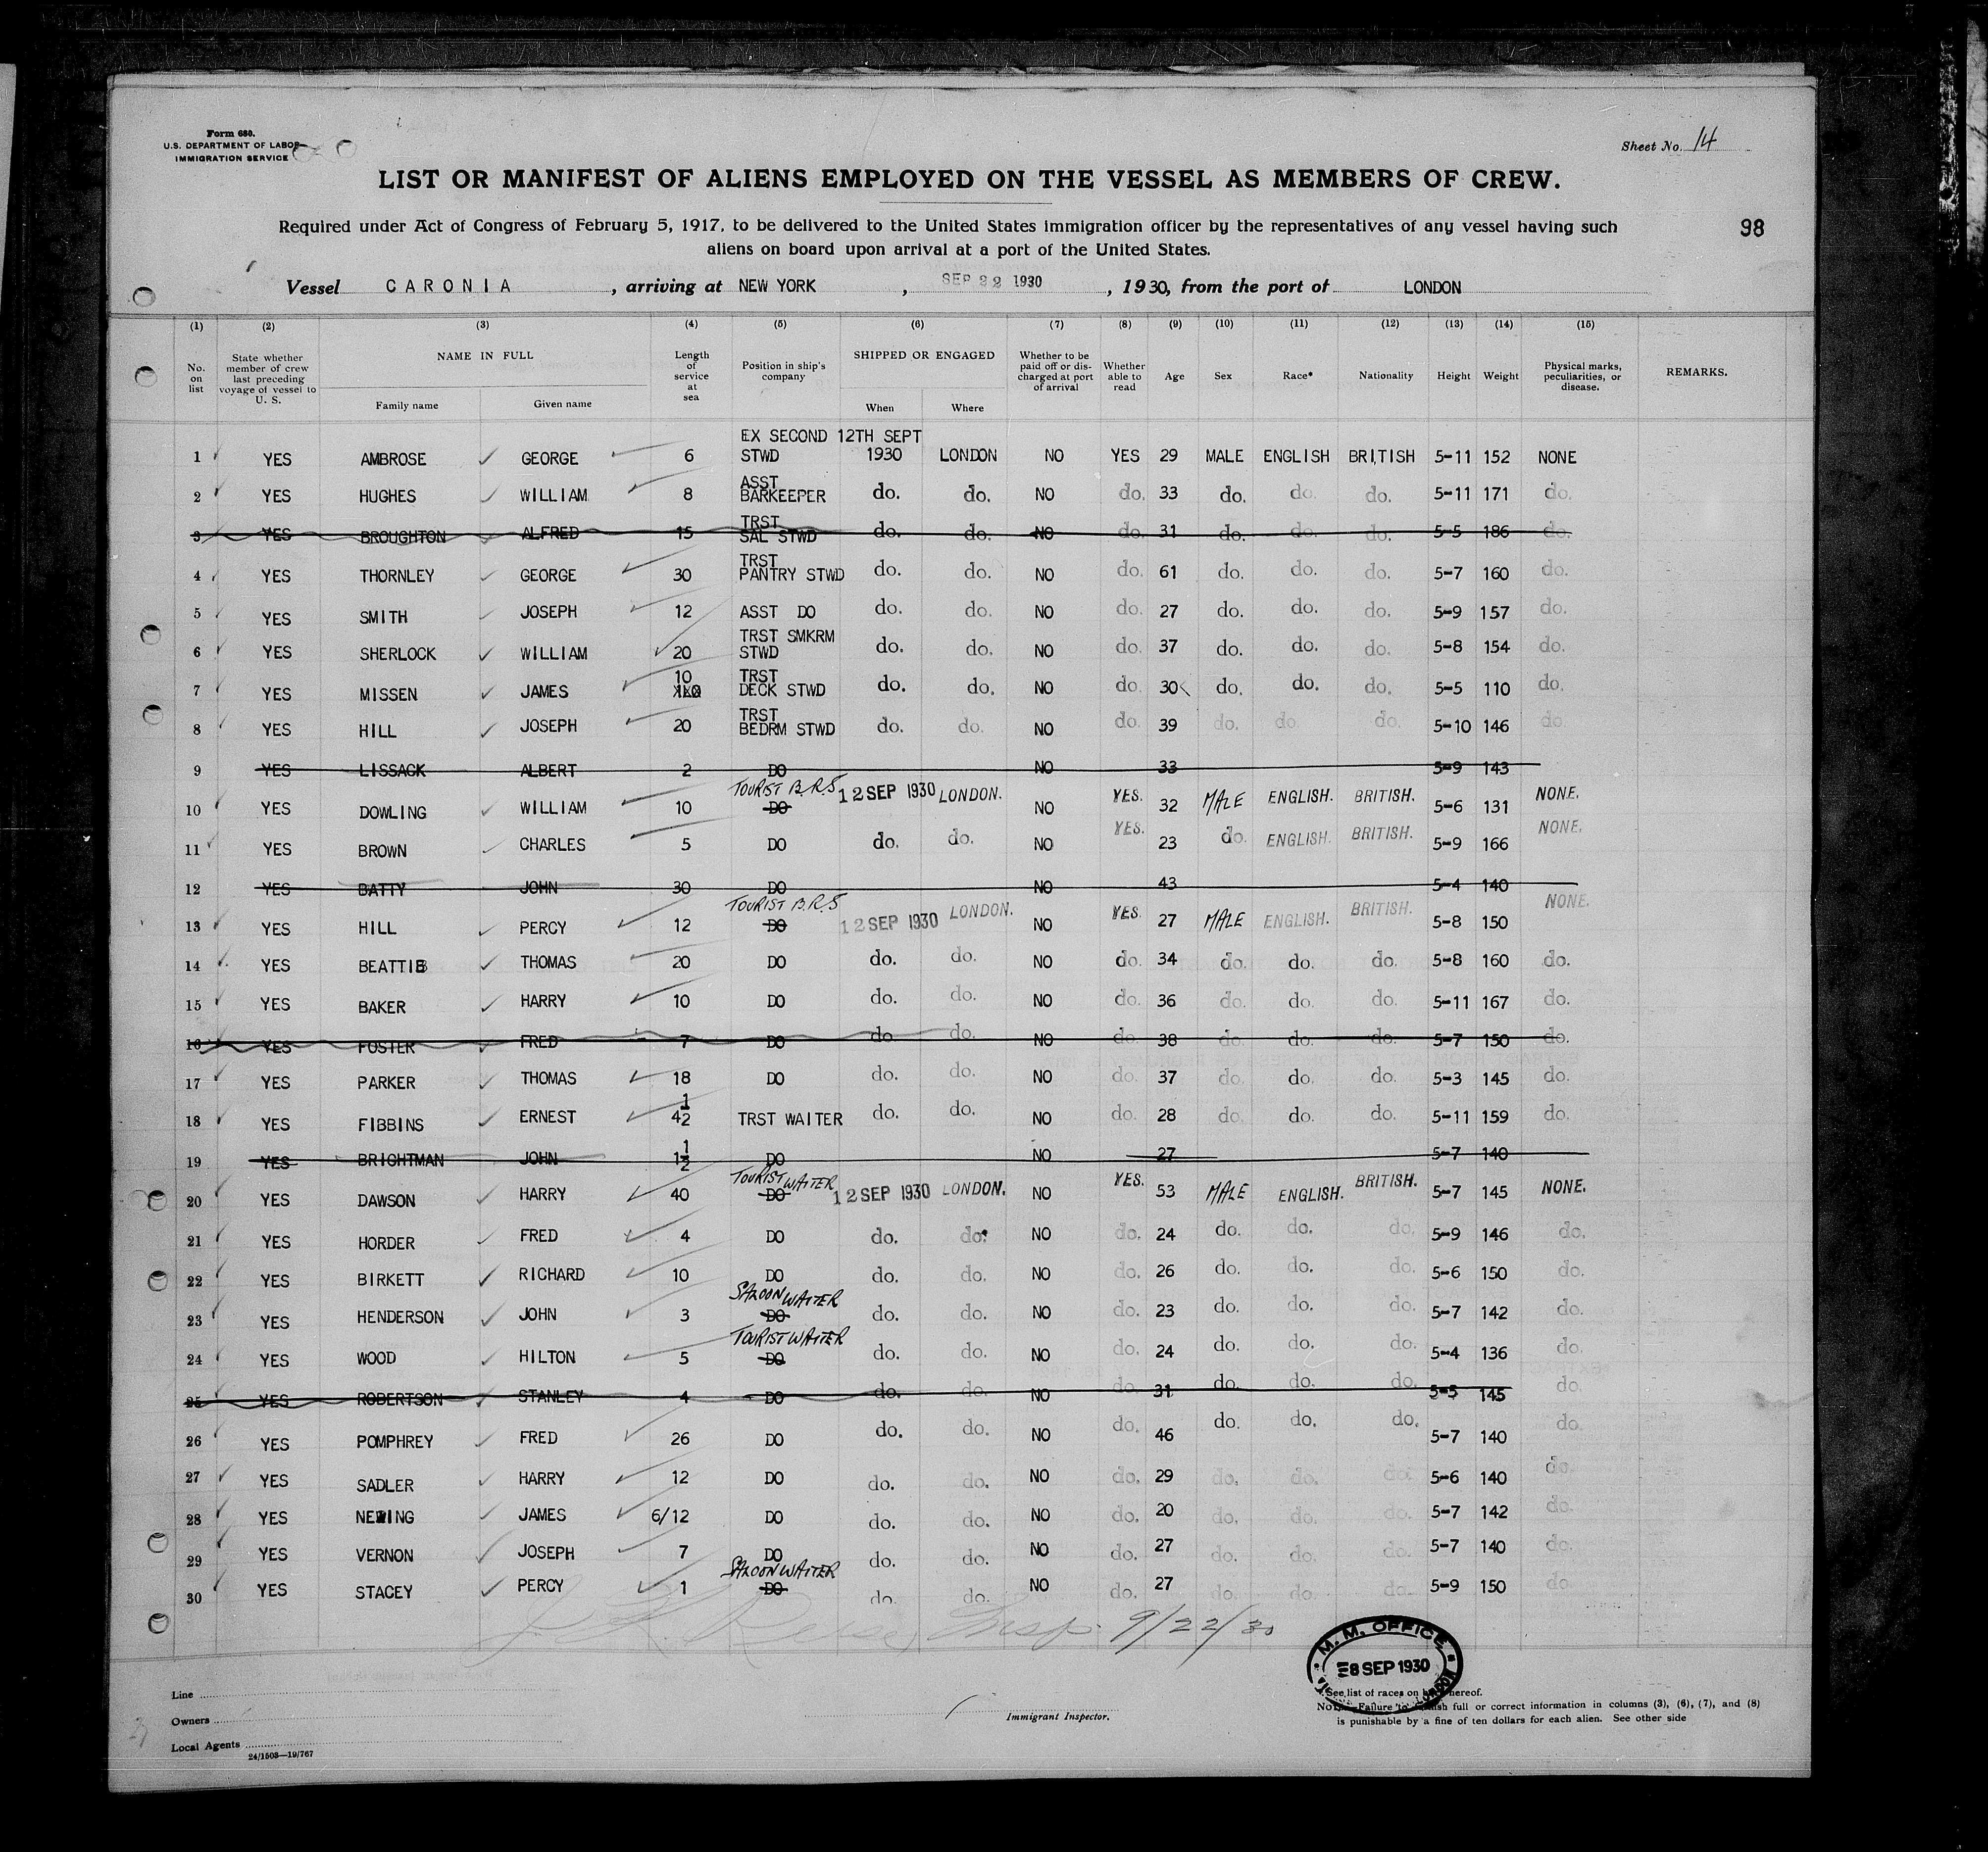 Form 680.
U.S. DEPARTMENT OF LABOR
IMMIGRATION SERVICE
Sheet No. 14
LIST OR MANIFEST OF ALIENS EMPLOYED ON THE VESSEL AS MEMBERS OF CREW.
Required under Act of Congress of February 5, 1917, to be delivered to the United States immigration officer by the representatives of any vessel having such
aliens on board upon arrival at a port of the United States.
98
Vessel CARONIA, arriving at NEW YORK, SEP 22 1930, 1930, from the port of LONDON
(1) (2) (3) (4) (5) (6) (7) (8) (9) (10) (11) (12) (13) (14) (15)
No. on list State whether member of crew last preceding voyage of vessel to U. S. NAME IN FULL Family name Given name Length of service at sea Position in ship's company SHIPPED OR ENGAGED When Where Whether to be paid off or discharged at port of arrival Whether able to read Age Sex Race* Nationality Height Weight Physical marks, peculiarities, or disease. REMARKS.
1 YES AMBROSE GEORGE 6 EX SECOND STWD 12TH SEPT 1930 LONDON NO YES 29 MALE ENGLISH BRITISH 5-11 152 NONE
2 YES HUGHES WILLIAM 8 ASST BARKEEPER do. do. NO do. 33 do. do. do. 5-11 171 do.
3 YES BROUGHTON ALFRED 15 TRST SAL STWD do. do. NO do. 31 do. do. do. 5-5 186 do.
4 YES THORNLEY GEORGE 30 TRST PANTRY STWD do. do. NO do. 61 do. do. do. 5-7 160 do.
5 YES SMITH JOSEPH 12 ASST DO do. do. NO do. 27 do. do. do. 5-9 157 do.
6 YES SHERLOCK WILLIAM 20 TRST SMKRM STWD do. do. NO do. 37 do. do. do. 5-8 154 do.
7 YES MISSEN JAMES 10 TRST DECK STWD do. do. NO do. 30 do. do. do. 5-5 110 do.
8 YES HILL JOSEPH 20 TRST BEDRM STWD do. do. NO do. 39 do. do. do. 5-10 146 do.
9 YES LISSACK ALBERT 2 DO NO 33 5-9 143
10 YES DOWLING WILLIAM 10 TOURIST B.R.S DO 12 SEP 1930 LONDON. NO YES. 32 MALE ENGLISH. BRITISH. 5-6 131 NONE.
11 YES BROWN CHARLES 5 DO do. do. NO YES. 23 do. ENGLISH. BRITISH. 5-9 166 NONE.
12 YES BATTY JOHN 30 DO NO 43 5-4 140
13 YES HILL PERCY 12 TOURIST B.R.S DO 12 SEP 1930 LONDON. NO YES. 27 MALE ENGLISH. BRITISH. 5-8 150 NONE.
14 YES BEATTIE THOMAS 20 DO do. do. NO do. 34 do. do. do. 5-8 160 do.
15 YES BAKER HARRY 10 DO do. do. NO do. 36 do. do. do. 5-11 167 do.
16 YES FOSTER FRED 7 DO do. do. NO do. 38 do. do. do. 5-7 150 do.
17 YES PARKER THOMAS 18 DO do. do. NO do. 37 do. do. do. 5-3 145 do.
18 YES FIBBINS ERNEST 4½ TRST WAITER do. do. NO do. 28 do. do. do. 5-11 159 do.
19 YES BRIGHTMAN JOHN 1½ DO NO 27 5-7 140
20 YES DAWSON HARRY 40 TOURIST WAITER DO 12 SEP 1930 LONDON. NO YES. 53 MALE ENGLISH. BRITISH. 5-7 145 NONE.
21 YES HORDER FRED 4 DO do. do. NO do. 24 do. do. do. 5-9 146 do.
22 YES BIRKETT RICHARD 10 DO do. do. NO do. 26 do. do. do. 5-6 150 do.
23 YES HENDERSON JOHN 3 SALOON WAITER DO do. do. NO do. 23 do. do. do. 5-7 142 do.
24 YES WOOD HILTON 5 TOURIST WAITER DO do. do. NO do. 24 do. do. do. 5-4 136 do.
25 YES ROBERTSON STANLEY 4 DO do. do. NO do. 31 do. do. do. 5-5 145 do.
26 YES POMPHREY FRED 26 DO do. do. NO do. 46 do. do. do. 5-7 140 do.
27 YES SADLER HARRY 12 DO do. do. NO do. 29 do. do. do. 5-6 140 do.
28 YES NEWING JAMES 6/12 DO do. do. NO do. 20 do. do. do. 5-7 142 do.
29 YES VERNON JOSEPH 7 DO do. do. NO do. 27 do. do. do. 5-7 140 do.
30 YES STACEY PERCY 1 SALOON WAITER DO do. do. NO do. 27 do. do. do. 5-9 150 do.
Insp. 9/22/30
M. M. OFFICE
8 SEP 1930
Line
Owners
Local Agents
24/1503—19/767
Immigrant Inspector.
See list of races on hereof.
Failure to full or correct information in columns (3), (6), (7), and (8)
is punishable by a fine of ten dollars for each alien. See other side